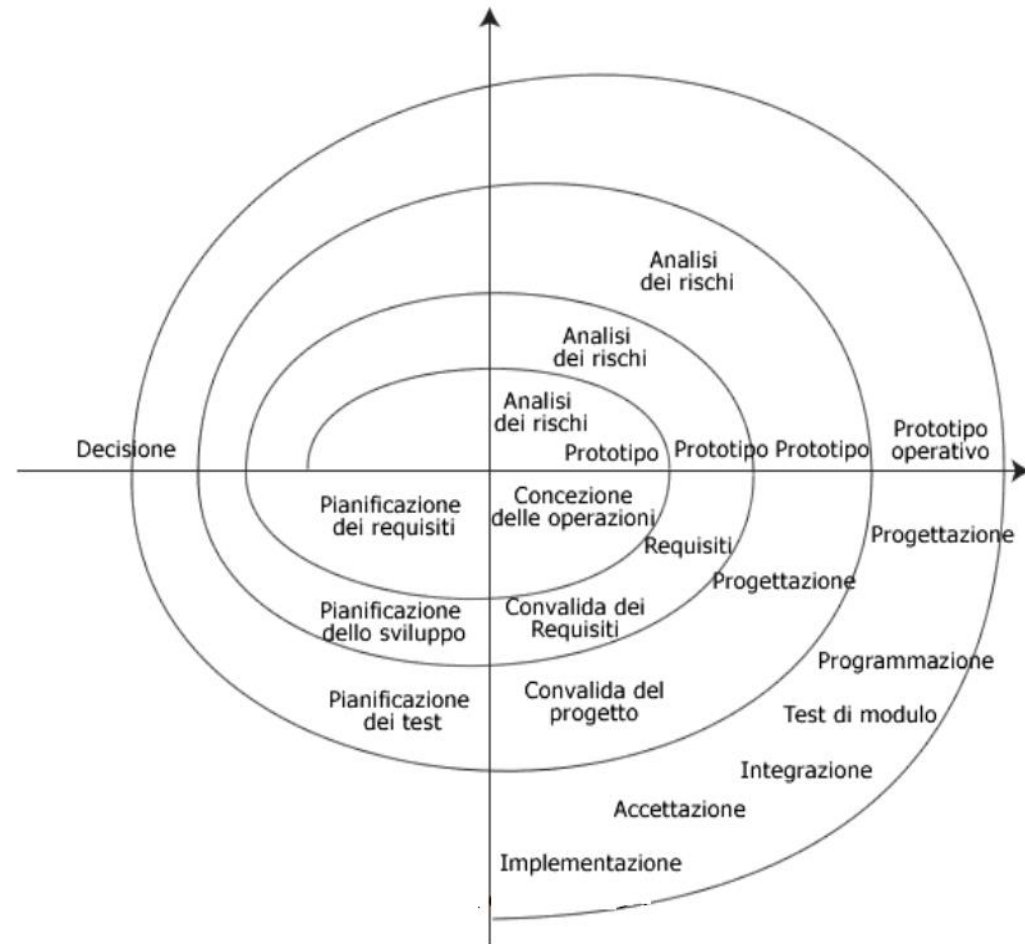 Analisi
dei rischi
Analisi
dei rischi
Analisi
dei rischi
Decisione
Prototipo
Prototipo
Prototipo
Prototipo
operativo
Pianificazione
dei requisiti
Concezione
delle operazioni
Requisiti
Progettazione
Progettazione
Pianificazione
dello sviluppo
Convalida dei
Requisiti
Programmazione
Pianificazione
dei test
Convalida del
progetto
Test di modulo
Integrazione
Accettazione
Implementazione